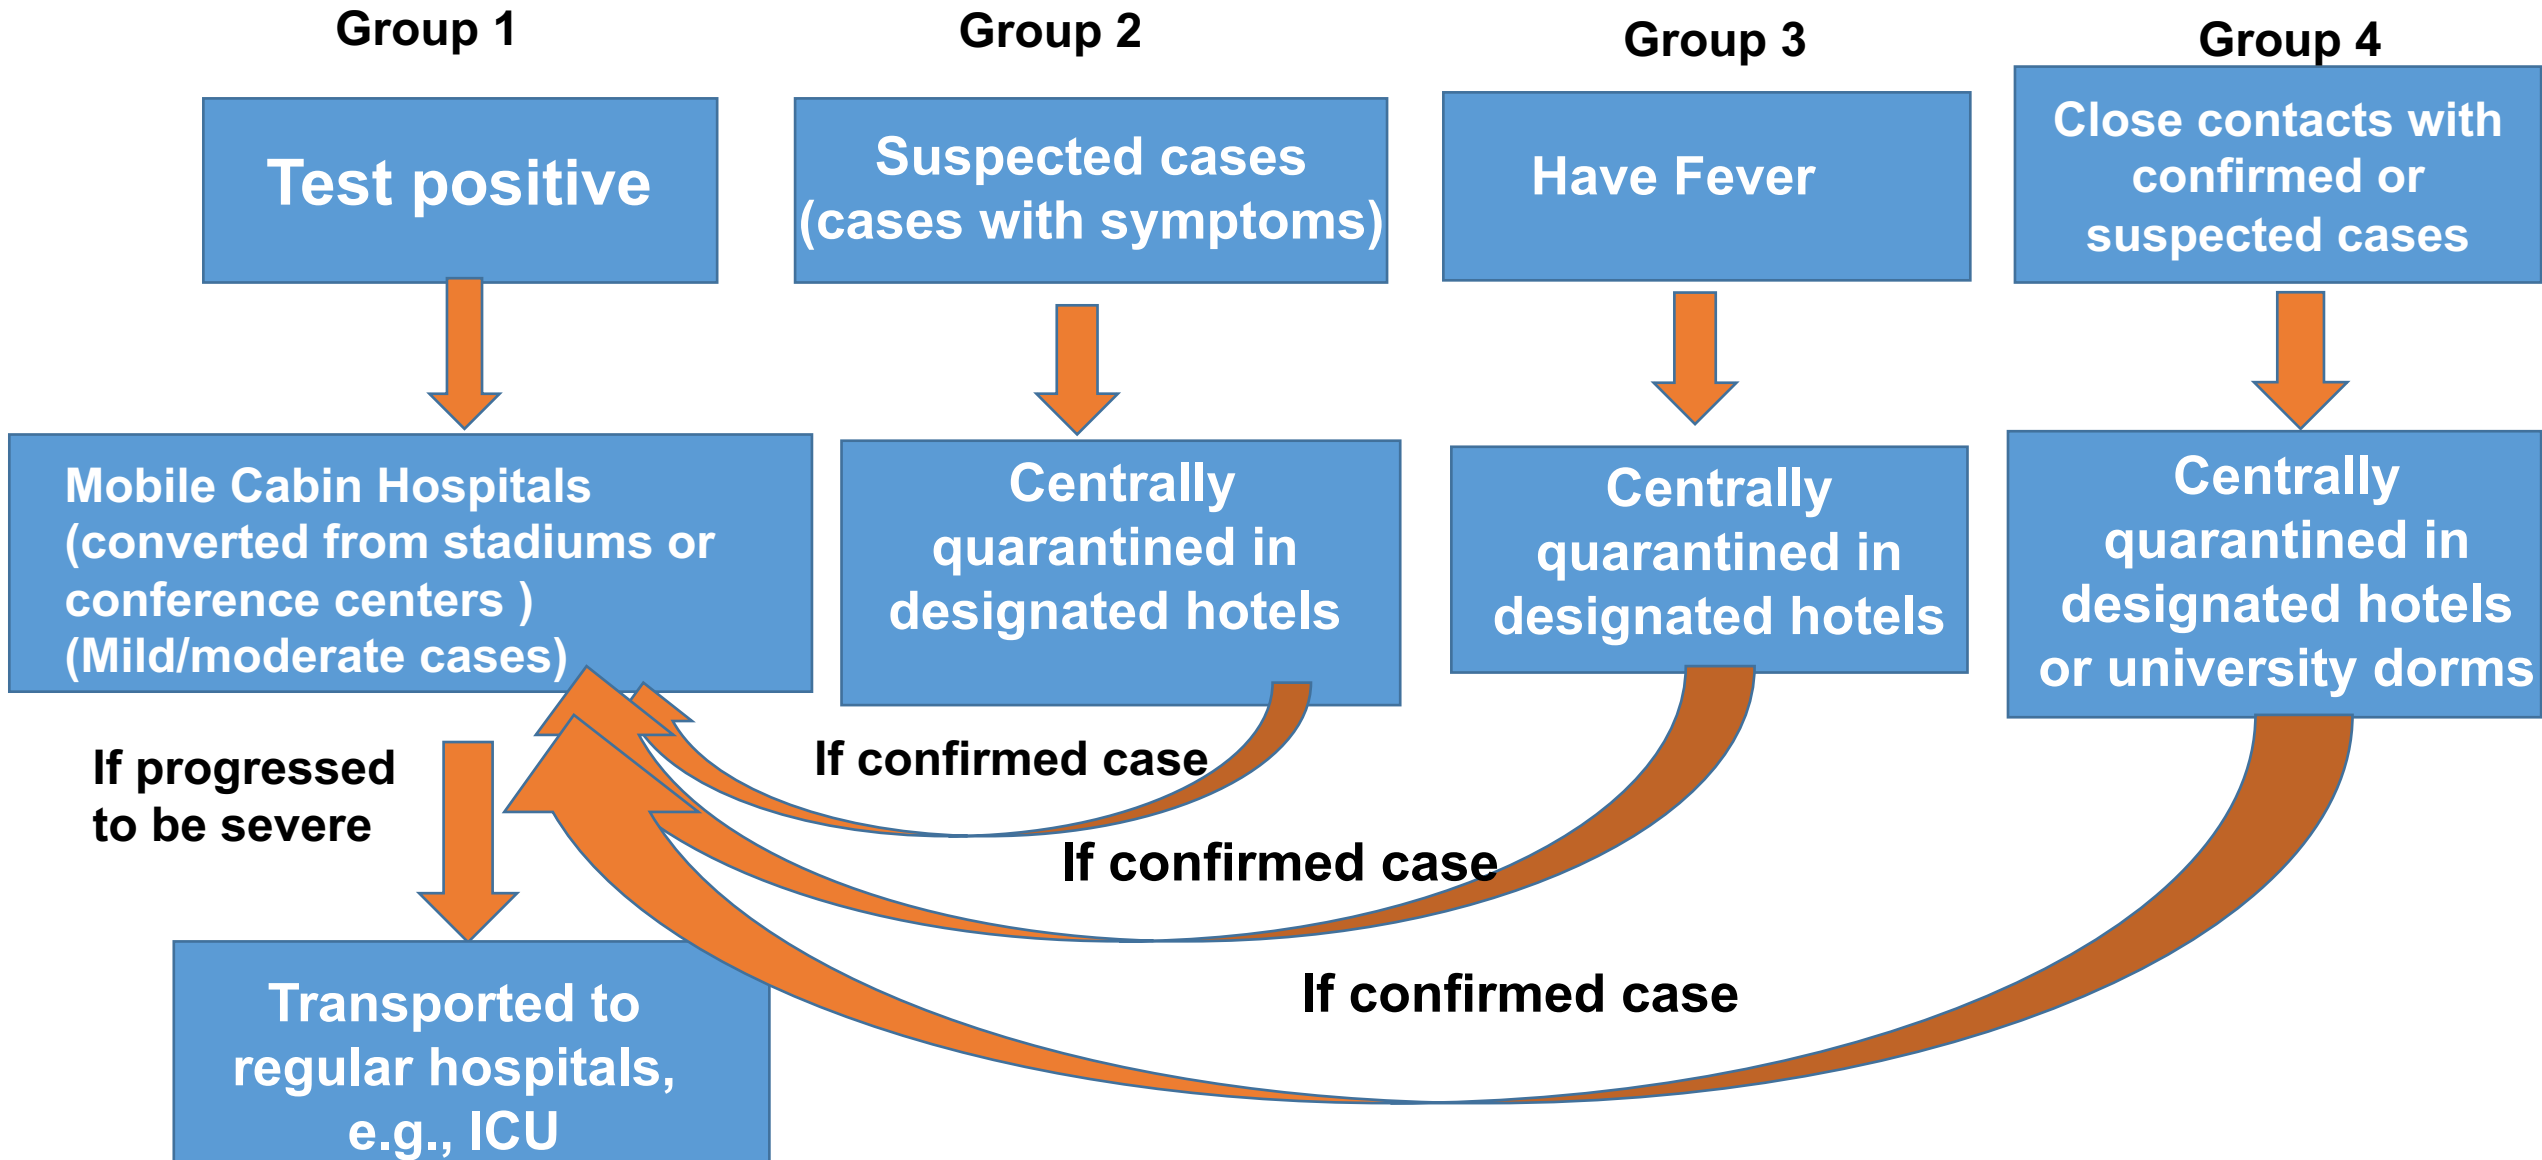 Group 1
Group 2
Group 3
Group 4
Test positive
Suspected cases
(cases with symptoms)
Have Fever
Close contacts with
confirmed or
suspected cases
Mobile Cabin Hospitals
(converted from stadiums or
conference centers )
(Mild/moderate cases)
Centrally
quarantined in
designated hotels
Centrally
quarantined in
designated hotels
Centrally
quarantined in
designated hotels
or university dorms
If progressed
to be severe
If confirmed case
If confirmed case
If confirmed case
Transported to
regular hospitals,
e.g., ICU